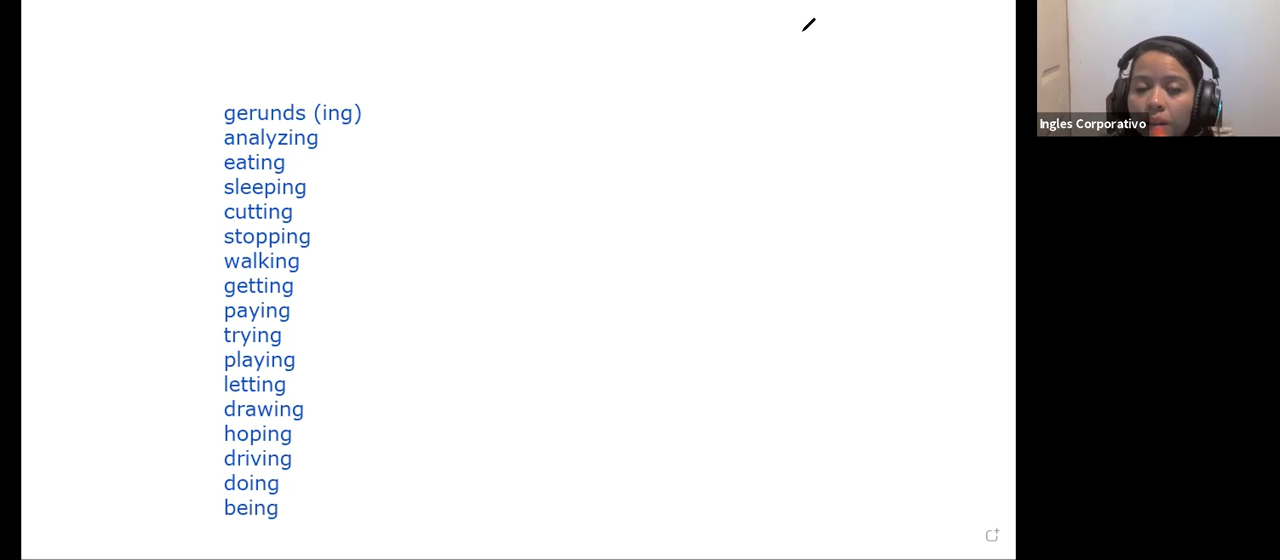 gerunds (ing)
analyzing
eating
sleeping
cutting
stopping
walking
getting
paying
trying
playing
letting
drawing
hoping
driving
doing
being
Ingles Corporativo